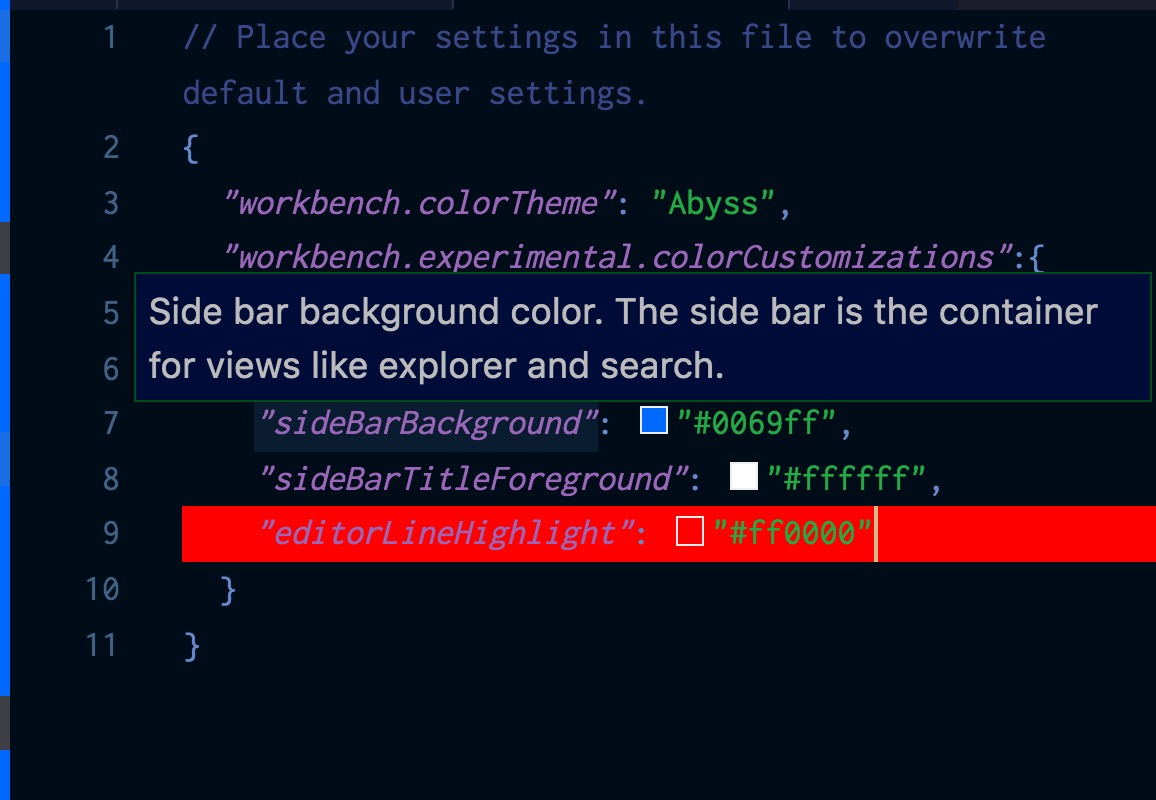 1 // Place your settings in this file to overwrite
default and user settings.
2 {
3 "workbench.colorTheme": "Abyss",
4 "workbench.experimental.colorCustomizations":{
5 Side bar background color. The side bar is the container
6 for views like explorer and search.
7 "sideBarBackground": "#0069ff",
8 "sideBarTitleForeground": "#ffffff",
9 "editorLineHighlight": "#ff0000"
10 }
11 }